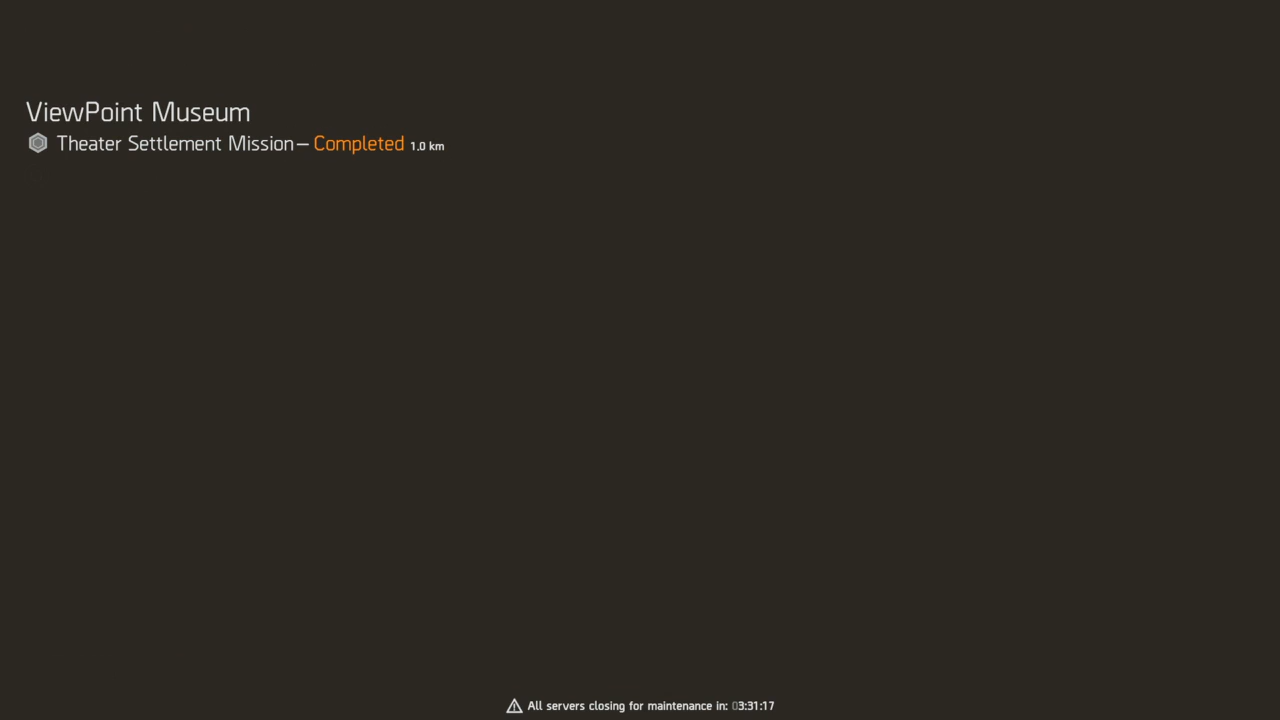 ViewPoint Museum
Theater Settlement Mission — Completed 1.0 km
All servers closing for maintenance in: 03:31:17